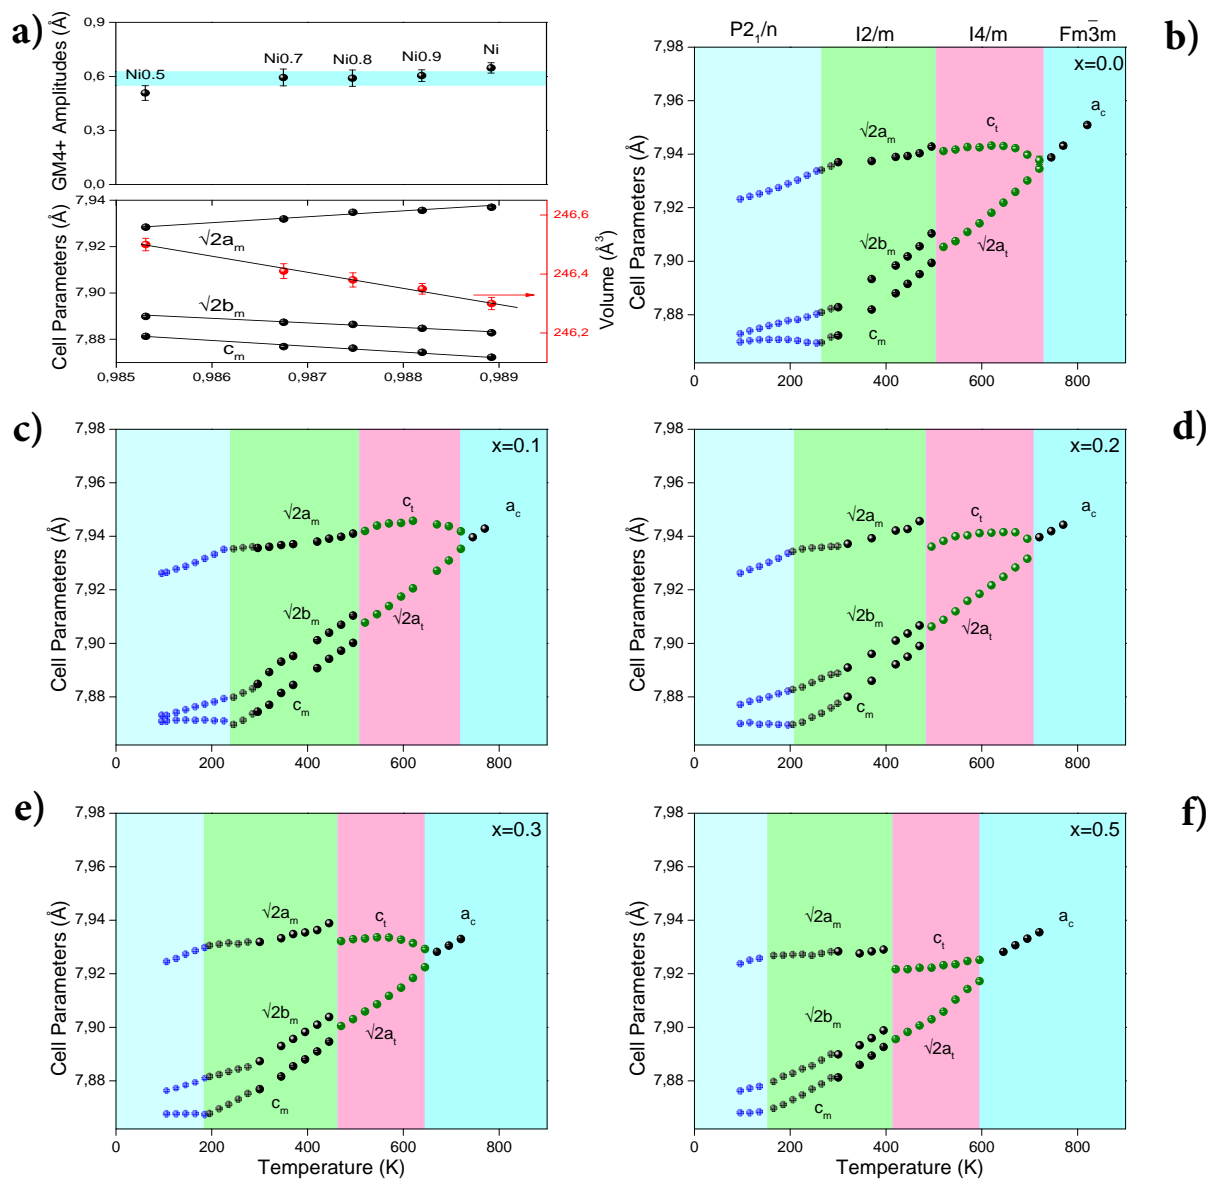 a)
GM4+ Amplitudes (Å)
0,9
0,6
0,3
0,0
Ni0.5
Ni0.7
Ni0.8
Ni0.9
Ni
Cell Parameters (Å)
7,94
7,92
7,90
7,88
√2a_m
√2b_m
c_m
246,6
246,4
246,2
Volume (Å³)
0,985 0,986 0,987 0,988 0,989
b)
P2₁/n I2/m I4/m Fm3̅m
x=0.0
Cell Parameters (Å)
7,98
7,96
7,94
7,92
7,90
7,88
√2a_m
c_t
a_c
√2b_m
√2a_t
c_m
0 200 400 600 800
c)
x=0.1
Cell Parameters (Å)
7,98
7,96
7,94
7,92
7,90
7,88
√2a_m
c_t
a_c
√2b_m
√2a_t
c_m
0 200 400 600 800
d)
x=0.2
Cell Parameters (Å)
7,98
7,96
7,94
7,92
7,90
7,88
√2a_m
c_t
a_c
√2b_m
√2a_t
c_m
0 200 400 600 800
e)
x=0.3
Cell Parameters (Å)
7,98
7,96
7,94
7,92
7,90
7,88
√2a_m
c_t
a_c
√2b_m
√2a_t
c_m
0 200 400 600 800
Temperature (K)
f)
x=0.5
Cell Parameters (Å)
7,98
7,96
7,94
7,92
7,90
7,88
√2a_m
c_t
a_c
√2b_m
√2a_t
c_m
0 200 400 600 800
Temperature (K)